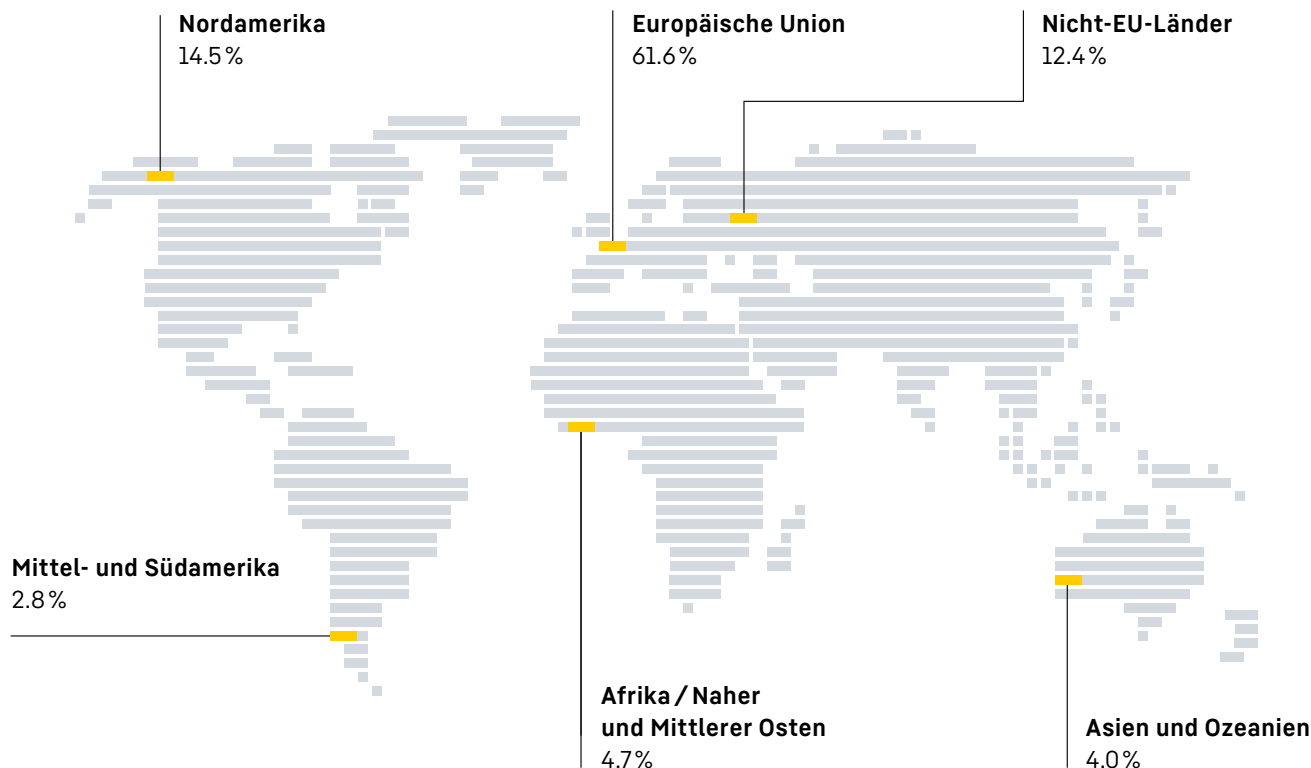 Nordamerika
14.5 %
Europäische Union
61.6 %
Nicht-EU-Länder
12.4 %
Mittel- und Südamerika
2.8 %
Afrika / Naher
und Mittlerer Osten
4.7 %
Asien und Ozeanien
4.0 %